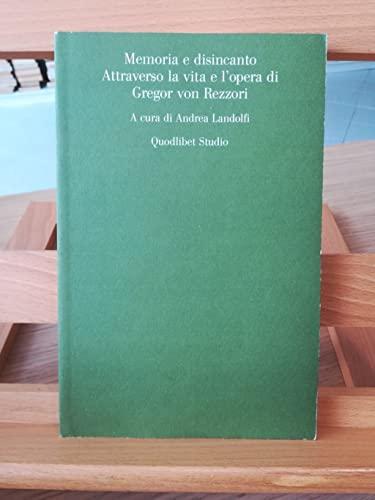 Memoria e disincanto
Attraverso la vita e l'opera di
Gregor von Rezzori
A cura di Andrea Landolfi
Quodlibet Studio